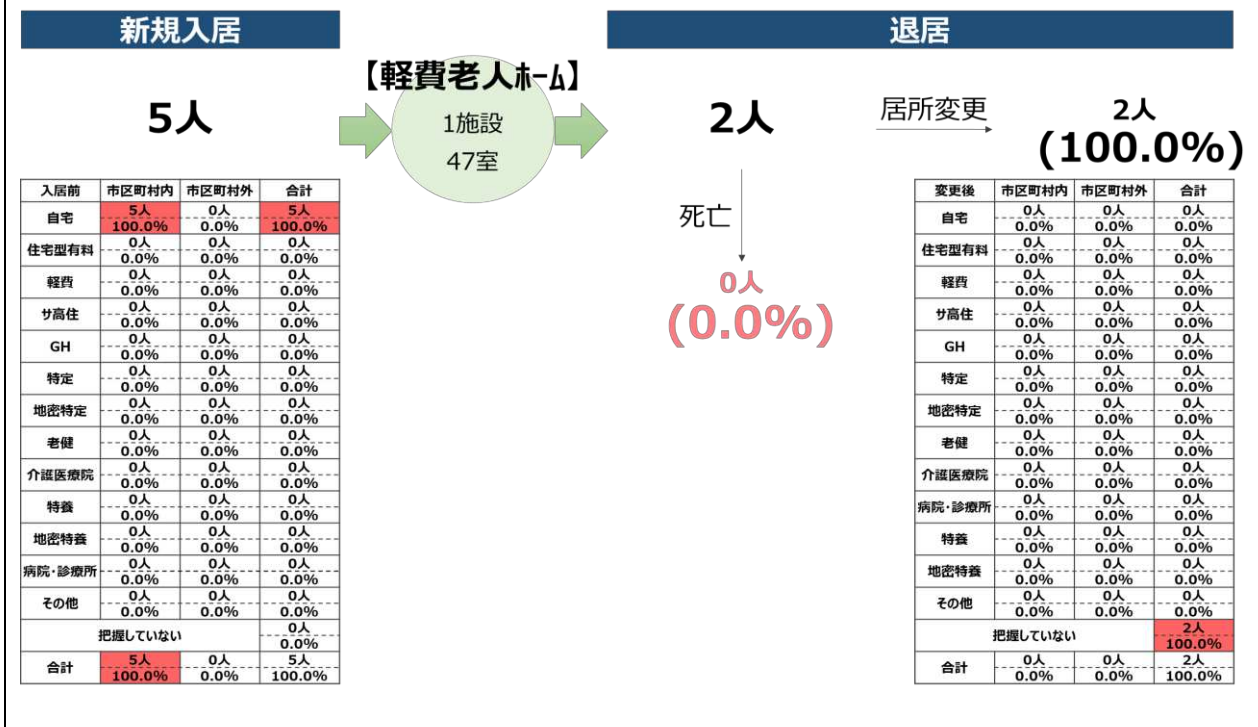 新規入居
退居
【軽費老人ホーム】
5人
1施設
47室
2人
居所変更
2人
(100.0%)
死亡
0人
(0.0%)
入居前 市区町村内 市区町村外 合計
自宅 5人 0人 5人
100.0% 0.0% 100.0%
住宅型有料 0人 0人 0人
0.0% 0.0% 0.0%
軽費 0人 0人 0人
0.0% 0.0% 0.0%
サ高住 0人 0人 0人
0.0% 0.0% 0.0%
GH 0人 0人 0人
0.0% 0.0% 0.0%
特定 0人 0人 0人
0.0% 0.0% 0.0%
地密特定 0人 0人 0人
0.0% 0.0% 0.0%
老健 0人 0人 0人
0.0% 0.0% 0.0%
介護医療院 0人 0人 0人
0.0% 0.0% 0.0%
特養 0人 0人 0人
0.0% 0.0% 0.0%
地密特養 0人 0人 0人
0.0% 0.0% 0.0%
病院・診療所 0人 0人 0人
0.0% 0.0% 0.0%
その他 0人 0人 0人
0.0% 0.0% 0.0%
把握していない 0人
0.0%
合計 5人 0人 5人
100.0% 0.0% 100.0%
変更後 市区町村内 市区町村外 合計
自宅 0人 0人 0人
0.0% 0.0% 0.0%
住宅型有料 0人 0人 0人
0.0% 0.0% 0.0%
軽費 0人 0人 0人
0.0% 0.0% 0.0%
サ高住 0人 0人 0人
0.0% 0.0% 0.0%
GH 0人 0人 0人
0.0% 0.0% 0.0%
特定 0人 0人 0人
0.0% 0.0% 0.0%
地密特定 0人 0人 0人
0.0% 0.0% 0.0%
老健 0人 0人 0人
0.0% 0.0% 0.0%
介護医療院 0人 0人 0人
0.0% 0.0% 0.0%
病院・診療所 0人 0人 0人
0.0% 0.0% 0.0%
特養 0人 0人 0人
0.0% 0.0% 0.0%
地密特養 0人 0人 0人
0.0% 0.0% 0.0%
その他 0人 0人 0人
0.0% 0.0% 0.0%
把握していない 2人
100.0%
合計 0人 0人 2人
0.0% 0.0% 100.0%